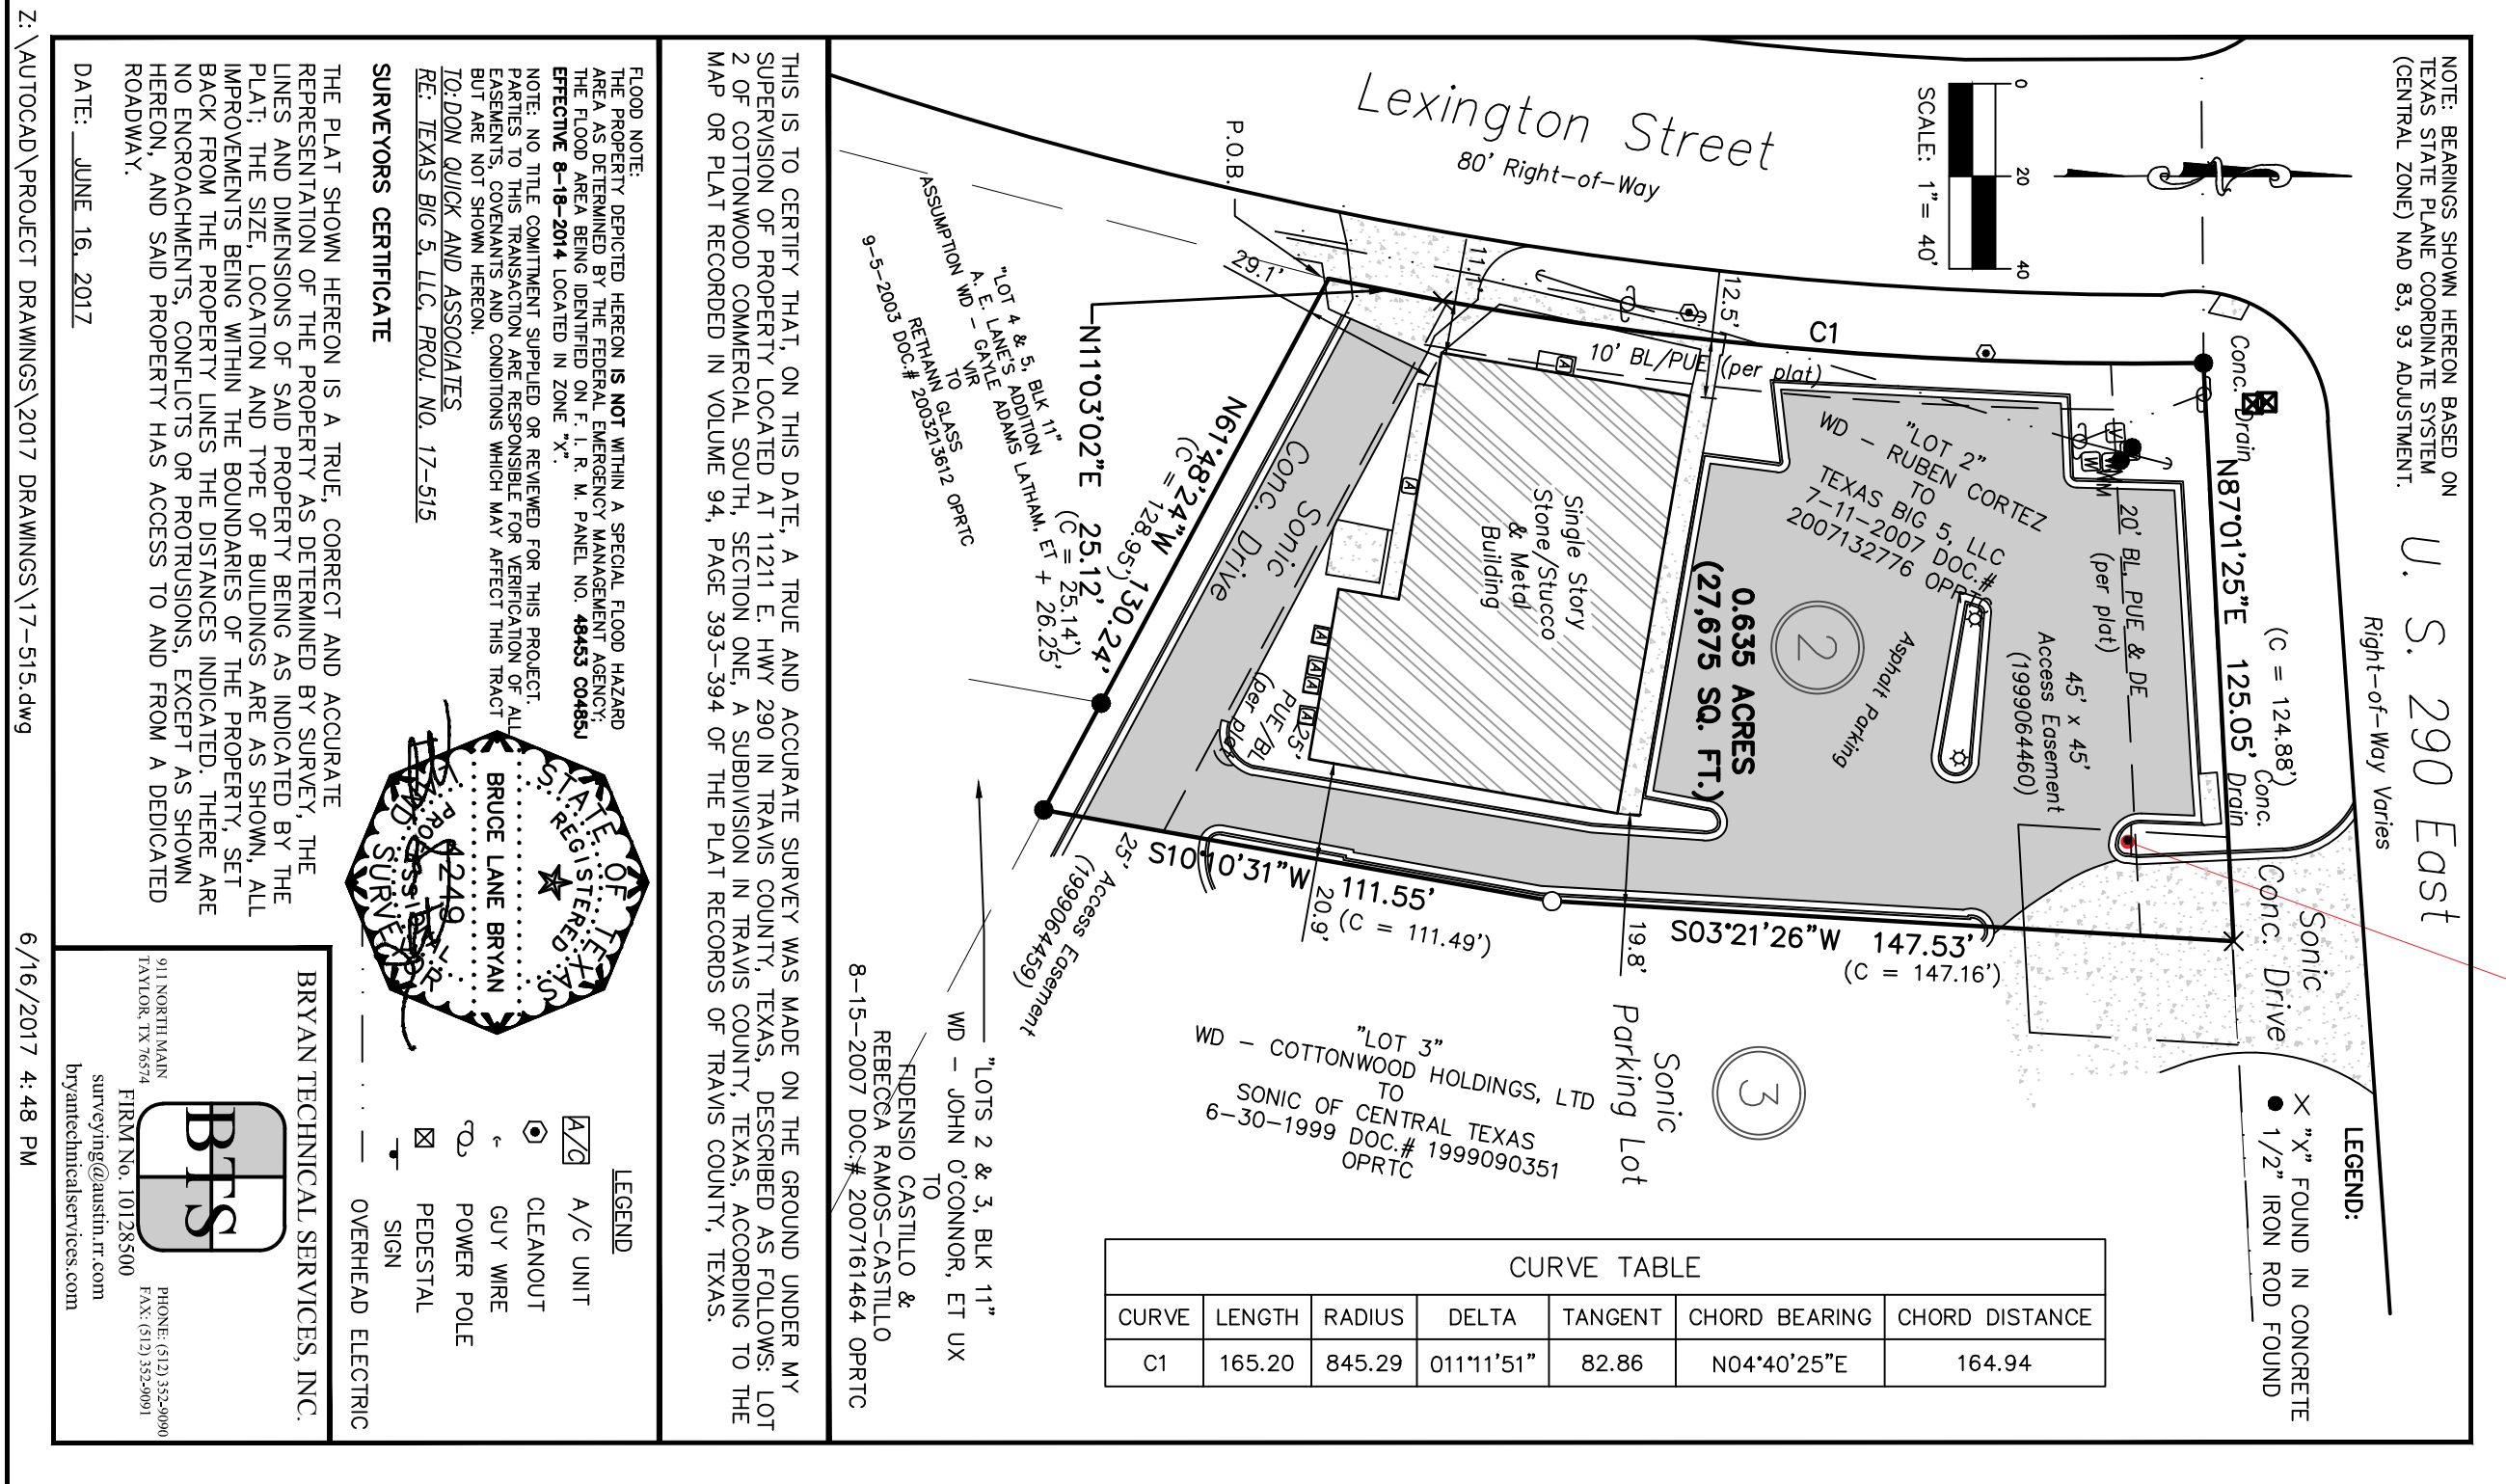 NOTE: BEARINGS SHOWN HEREON BASED ON
TEXAS STATE PLANE COORDINATE SYSTEM
(CENTRAL ZONE) NAD 83, 93 ADJUSTMENT.
U. S. 290 East
Right-of-Way Varies
LEGEND:
"X" FOUND IN CONCRETE
1/2" IRON ROD FOUND
0 20 40
SCALE: 1"= 40'
Lexington Street
80' Right-of-Way
P.O.B.
Conc. Drain
N87°01'25"E 125.05'
(C = 124.88')
Conc.
Drain
Sonic
Conc. Drive
20' BL, PUE & DE
(per plat)
45' x 45'
Access Easement
(1999064460)
WM
C1
12.5'
11.1'
29.1'
10' BL/PUE (per plat)
"LOT 2"
WD - RUBEN CORTEZ
TO
TEXAS BIG 5, LLC
7-11-2007 DOC.#
2007132776 OPRTC
Asphalt Parking
2
0.635 ACRES
(27,675 SQ. FT.)
Single Story
Stone/Stucco
& Metal
Building
A
A
A
A
A
A
Sonic
Conc. Drive
25'
PUE/BL
(per plat)
N11°03'02"E 25.12'
(C = 25.14')
N61°48'24"W 130.24'
(C = 128.95')
+ 26.25'
"LOT 4 & 5, BLK 11"
A. E. LANE'S ADDITION
ASSUMPTION WD - GAYLE ADAMS LATHAM, ET
VIR
TO
RETHANN GLASS
9-5-2003 DOC.# 2003213612 OPRTC
S10°10'31"W 111.55'
(C = 111.49')
20.9'
19.8'
S03°21'26"W 147.53'
(C = 147.16')
25' Access Easement
(1999064459)
Sonic
Parking Lot
3
"LOT 3"
WD - COTTONWOOD HOLDINGS, LTD
TO
SONIC OF CENTRAL TEXAS
6-30-1999 DOC.# 1999090351
OPRTC
"LOTS 2 & 3, BLK 11"
WD - JOHN O'CONNOR, ET UX
TO
FIDENSIO CASTILLO &
REBECCA RAMOS-CASTILLO
8-15-2007 DOC.# 2007161464 OPRTC
CURVE TABLE
CURVE LENGTH RADIUS DELTA TANGENT CHORD BEARING CHORD DISTANCE
C1 165.20 845.29 011°11'51" 82.86 N04°40'25"E 164.94
THIS IS TO CERTIFY THAT, ON THIS DATE, A TRUE AND ACCURATE SURVEY WAS MADE ON THE GROUND UNDER MY
SUPERVISION OF PROPERTY LOCATED AT 11211 E. HWY 290 IN TRAVIS COUNTY, TEXAS, DESCRIBED AS FOLLOWS: LOT
2 OF COTTONWOOD COMMERCIAL SOUTH, SECTION ONE, A SUBDIVISION IN TRAVIS COUNTY, TEXAS, ACCORDING TO THE
MAP OR PLAT RECORDED IN VOLUME 94, PAGE 393-394 OF THE PLAT RECORDS OF TRAVIS COUNTY, TEXAS.
FLOOD NOTE:
THE PROPERTY DEPICTED HEREON IS NOT WITHIN A SPECIAL FLOOD HAZARD
AREA AS DETERMINED BY THE FEDERAL EMERGENCY MANAGEMENT AGENCY;
THE FLOOD AREA BEING IDENTIFIED ON F. I. R. M. PANEL NO. 48453 C0485J
EFFECTIVE 8-18-2014 LOCATED IN ZONE "X".
NOTE: NO TITLE COMMITTMENT SUPPLIED OR REVIEWED FOR THIS PROJECT.
PARTIES TO THIS TRANSACTION ARE RESPONSIBLE FOR VERIFICATION OF ALL
EASEMENTS, COVENANTS AND CONDITIONS WHICH MAY AFFECT THIS TRACT
BUT ARE NOT SHOWN HEREON.
TO: DON QUICK AND ASSOCIATES
RE: TEXAS BIG 5, LLC, PROJ. NO. 17-515
SURVEYORS CERTIFICATE
THE PLAT SHOWN HEREON IS A TRUE, CORRECT AND ACCURATE
REPRESENTATION OF THE PROPERTY AS DETERMINED BY SURVEY, THE
LINES AND DIMENSIONS OF SAID PROPERTY BEING AS INDICATED BY THE
PLAT; THE SIZE, LOCATION AND TYPE OF BUILDINGS ARE AS SHOWN, ALL
IMPROVEMENTS BEING WITHIN THE BOUNDARIES OF THE PROPERTY, SET
BACK FROM THE PROPERTY LINES THE DISTANCES INDICATED. THERE ARE
NO ENCROACHMENTS, CONFLICTS OR PROTRUSIONS, EXCEPT AS SHOWN
HEREON, AND SAID PROPERTY HAS ACCESS TO AND FROM A DEDICATED
ROADWAY.
DATE: JUNE 16, 2017
STATE OF TEXAS
REGISTERED
BRUCE LANE BRYAN
4249
PROFESSIONAL
LAND SURVEYOR
LEGEND
A/C A/C UNIT
CLEANOUT
GUY WIRE
POWER POLE
PEDESTAL
SIGN
OVERHEAD ELECTRIC
BRYAN TECHNICAL SERVICES, INC.
911 NORTH MAIN
TAYLOR, TX 76574
PHONE: (512) 352-9090
FAX: (512) 352-9091
BTS
FIRM No. 10128500
surveying@austin.rr.com
bryantechnicalservices.com
Z:\AUTOCAD\PROJECT DRAWINGS\2017 DRAWINGS\17-515.dwg
6/16/2017 4:48 PM